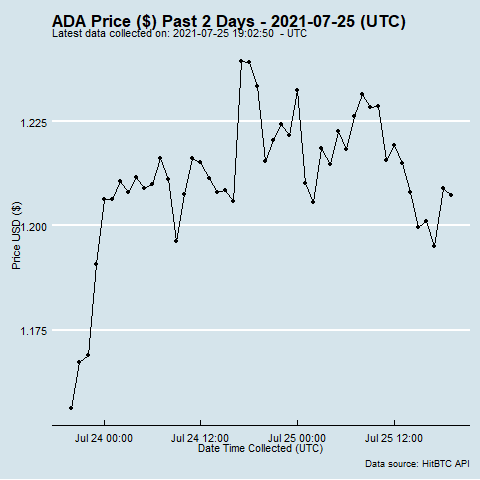 ADA Price ($) Past 2 Days - 2021-07-25 (UTC)
Latest data collected on: 2021-07-25 19:02:50 - UTC
1.225
1.200
1.175
Price USD ($)
Jul 24 00:00 Jul 24 12:00 Jul 25 00:00 Jul 25 12:00
Date Time Collected (UTC)
Data source: HitBTC API